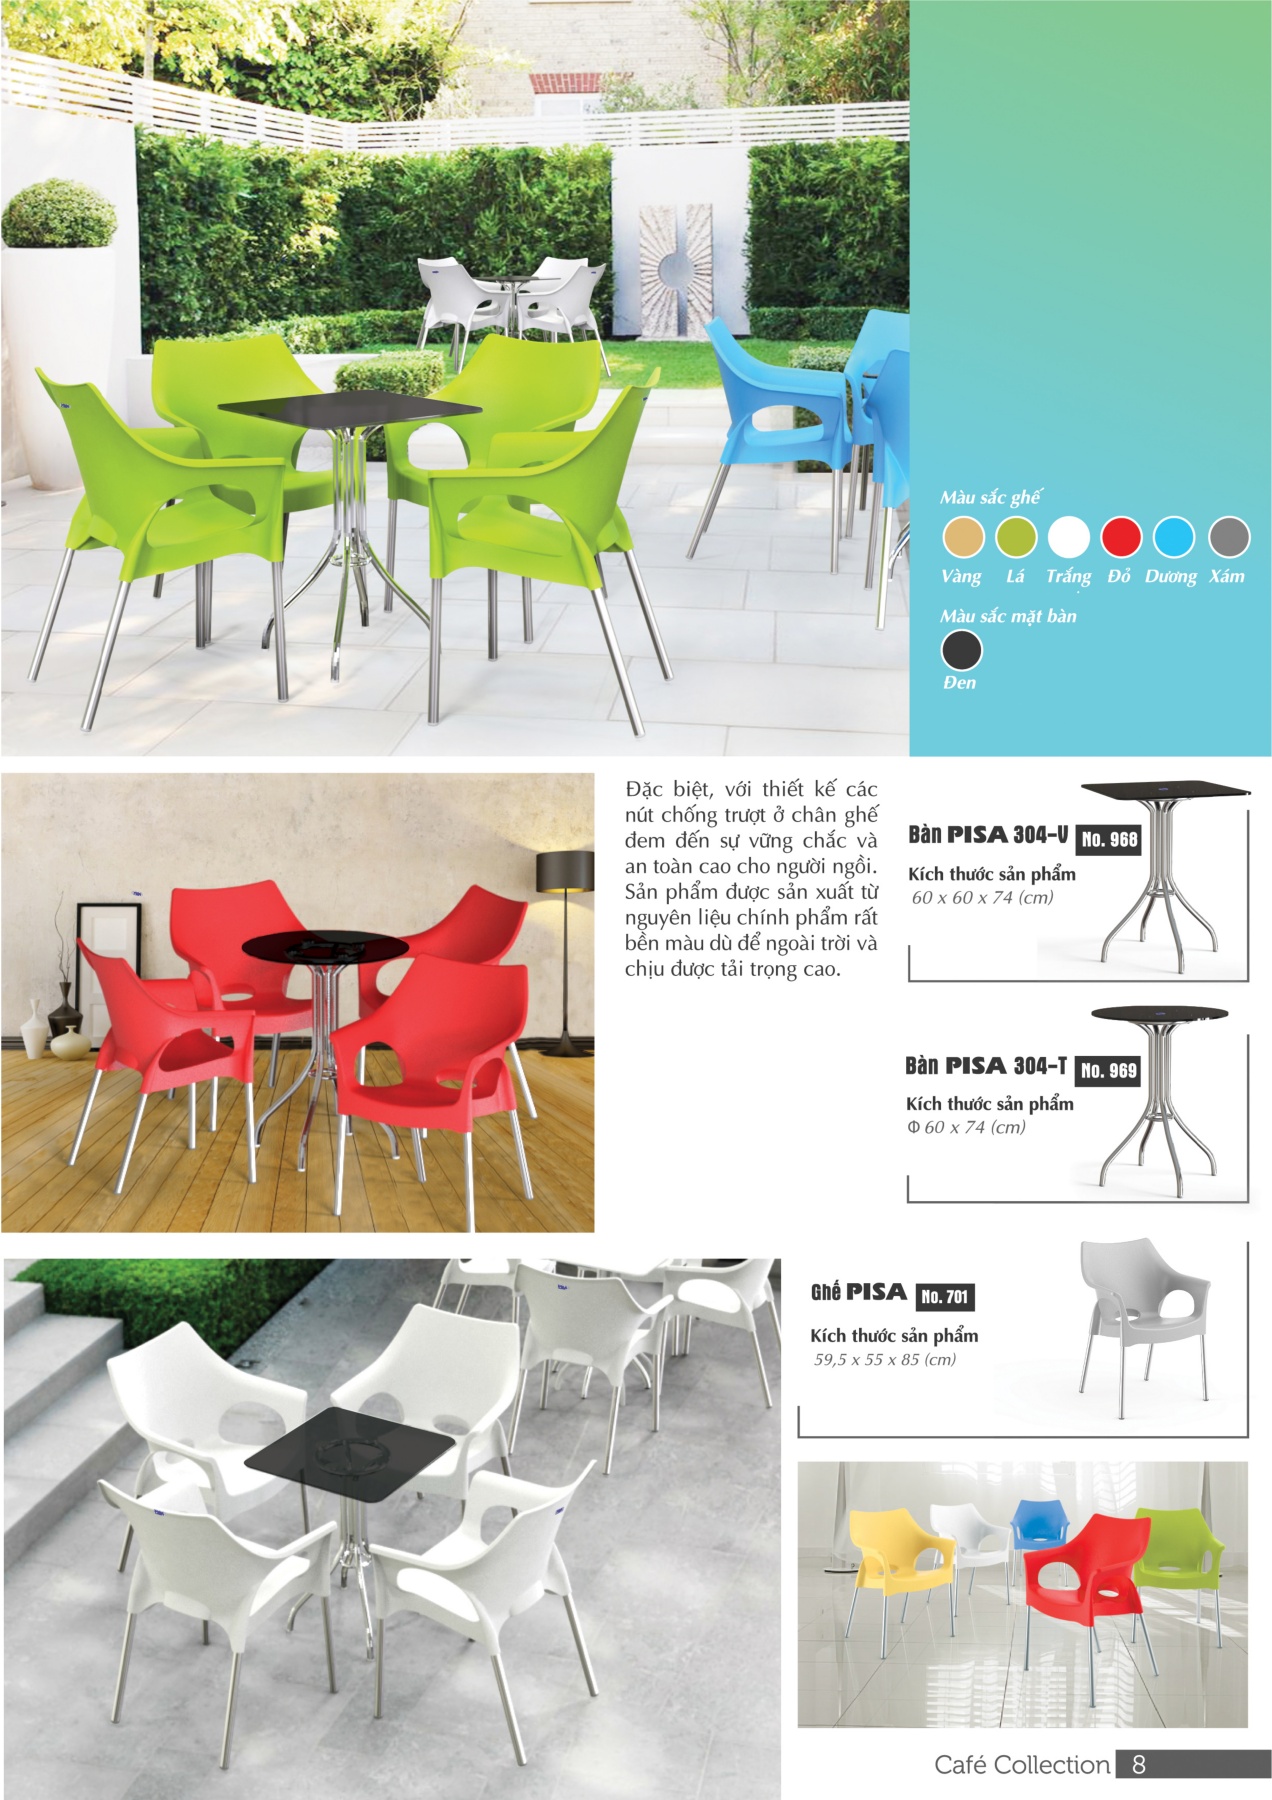 Màu sắc ghế
Vàng Lá Trắng Đỏ Dương Xám
Màu sắc mặt bàn
Đen
Đặc biệt, với thiết kế các
nút chống trượt ở chân ghế
đem đến sự vững chắc và
an toàn cao cho người ngồi.
Sản phẩm được sản xuất từ
nguyên liệu chính phẩm rất
bền màu dù để ngoài trời và
chịu được tải trọng cao.
Bàn PISA 304-V No. 968
Kích thước sản phẩm
60 x 60 x 74 (cm)
Bàn PISA 304-T No. 969
Kích thước sản phẩm
Φ 60 x 74 (cm)
Ghế PISA No. 701
Kích thước sản phẩm
59,5 x 55 x 85 (cm)
Café Collection 8